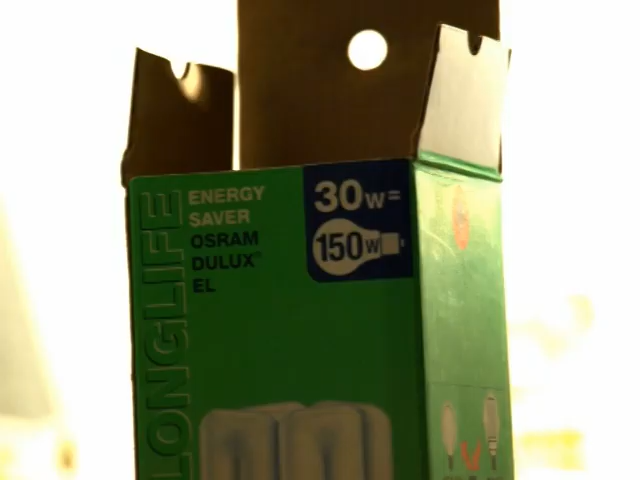 LONGLIFE
ENERGY
SAVER
OSRAM
DULUX®
EL
30W=
150W